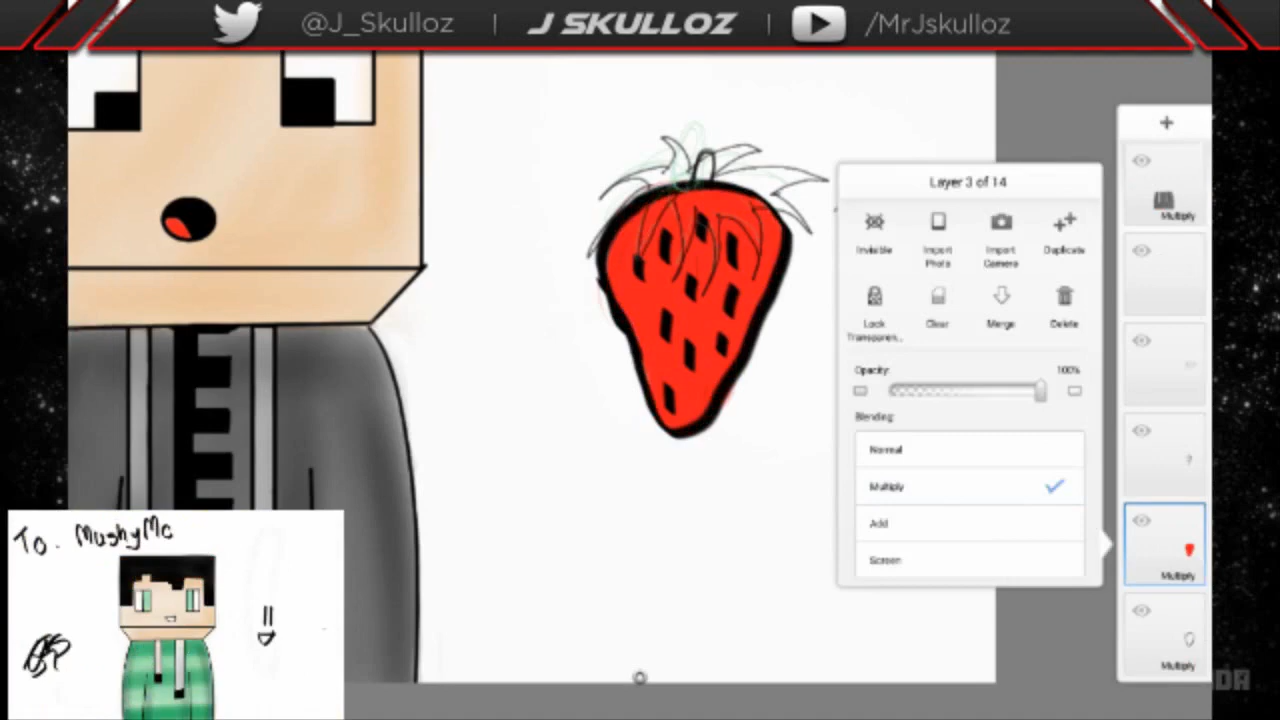 @J_Skulloz | J SKULLOZ | /MrJskulloz
+
Layer 3 of 14
Invisible
Import Photo
Import Camera
Duplicate
Lock Transparen...
Clear
Merge
Delete
Opacity: 100%
Blending:
Normal
Multiply
Add
Screen
Multiply
?
Multiply
Multiply
To. MushyMc